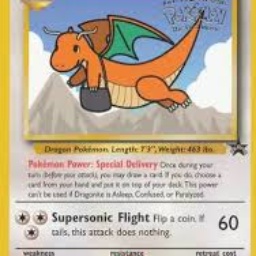 POKÉMON
Dragon Pokémon. Length: 7'3", Weight: 463 lbs.
Pokémon Power: Special Delivery Once during your
turn (before your attack), you may draw a card. If you do, choose a
card from your hand and put it on top of your deck. This power
can't be used if Dragonite is Asleep, Confused, or Paralyzed.
Supersonic Flight Flip a coin. If 60
tails, this attack does nothing.
weakness resistance retreat cost